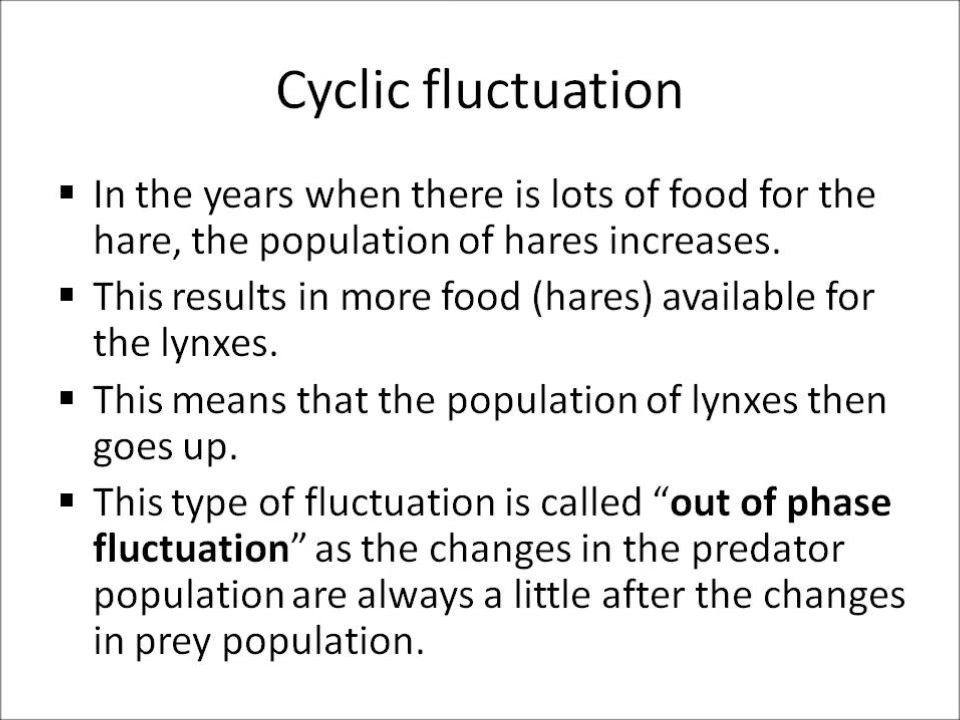 Cyclic fluctuation
▪ In the years when there is lots of food for the
hare, the population of hares increases.
▪ This results in more food (hares) available for
the lynxes.
▪ This means that the population of lynxes then
goes up.
▪ This type of fluctuation is called “out of phase
fluctuation” as the changes in the predator
population are always a little after the changes
in prey population.